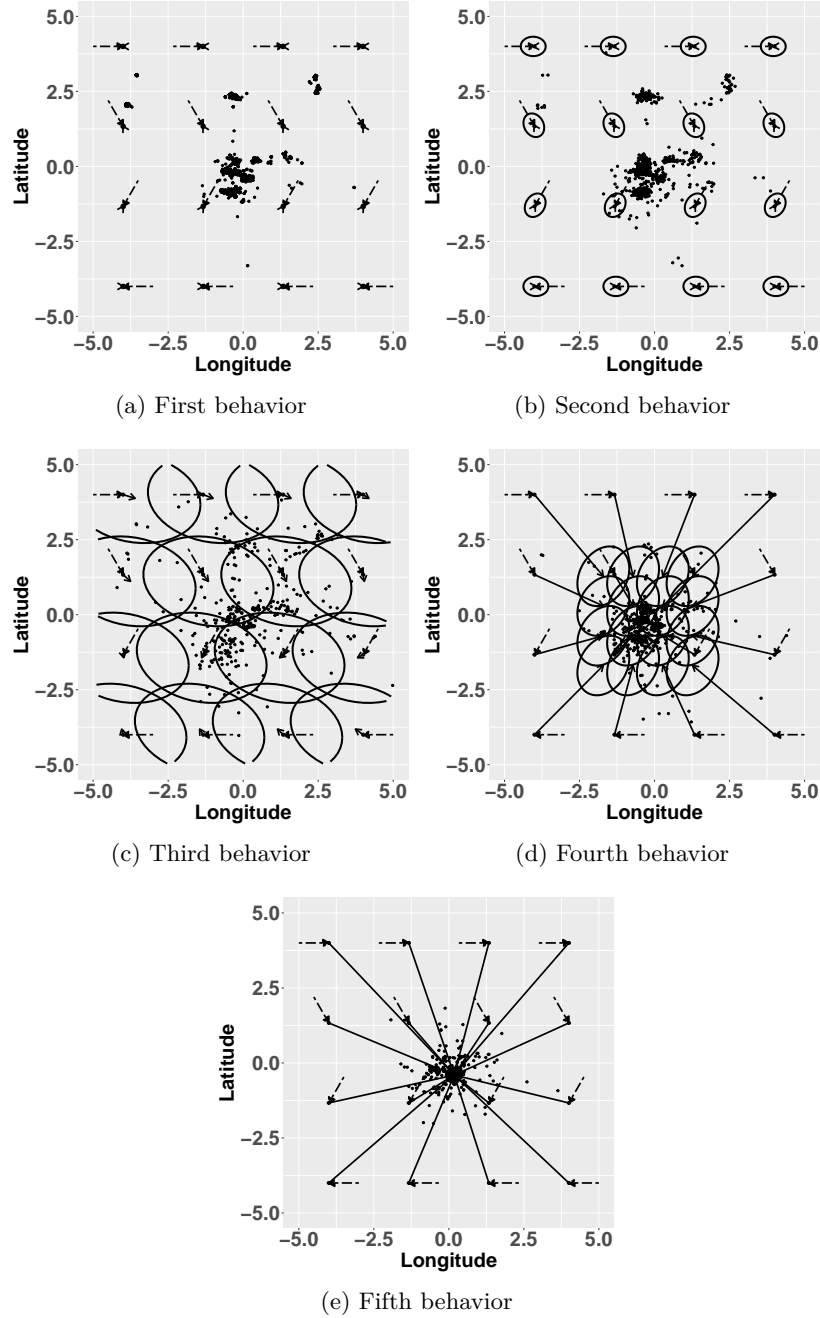 5.0
2.5
0.0
−2.5
−5.0
Latitude
−5.0 −2.5 0.0 2.5 5.0
Longitude
(a) First behavior
5.0
2.5
0.0
−2.5
−5.0
Latitude
−5.0 −2.5 0.0 2.5 5.0
Longitude
(b) Second behavior
5.0
2.5
0.0
−2.5
−5.0
Latitude
−5.0 −2.5 0.0 2.5 5.0
Longitude
(c) Third behavior
5.0
2.5
0.0
−2.5
−5.0
Latitude
−5.0 −2.5 0.0 2.5 5.0
Longitude
(d) Fourth behavior
5.0
2.5
0.0
−2.5
−5.0
Latitude
−5.0 −2.5 0.0 2.5 5.0
Longitude
(e) Fifth behavior